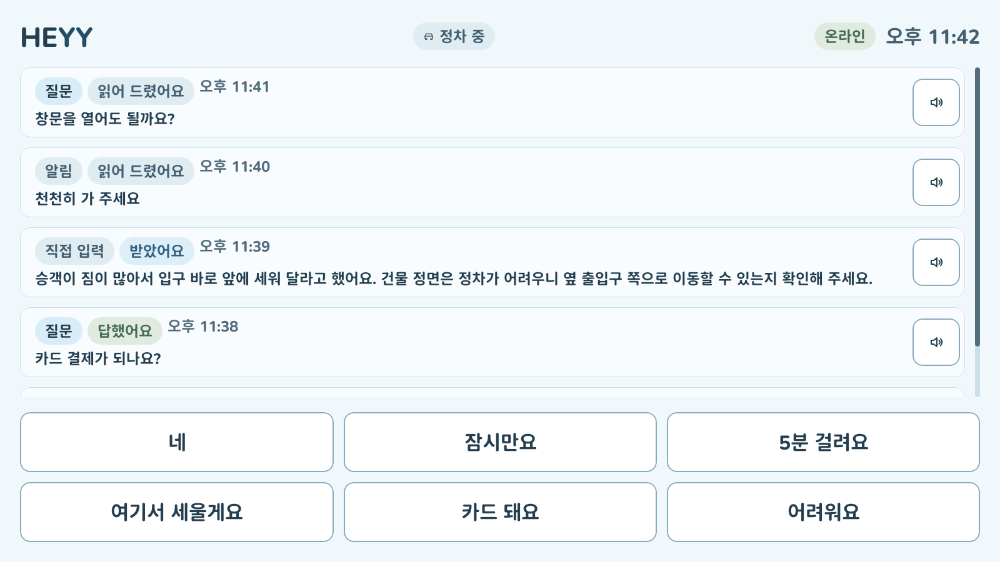 HEYY
정차 중
온라인 오후 11:42
질문 읽어 드렸어요 오후 11:41
창문을 열어도 될까요?
알림 읽어 드렸어요 오후 11:40
천천히 가 주세요
직접 입력 받았어요 오후 11:39
승객이 짐이 많아서 입구 바로 앞에 세워 달라고 했어요. 건물 정면은 정차가 어려우니 옆 출입구 쪽으로 이동할 수 있는지 확인해 주세요.
질문 답했어요 오후 11:38
카드 결제가 되나요?
네
잠시만요
5분 걸려요
여기서 세울게요
카드 돼요
어려워요